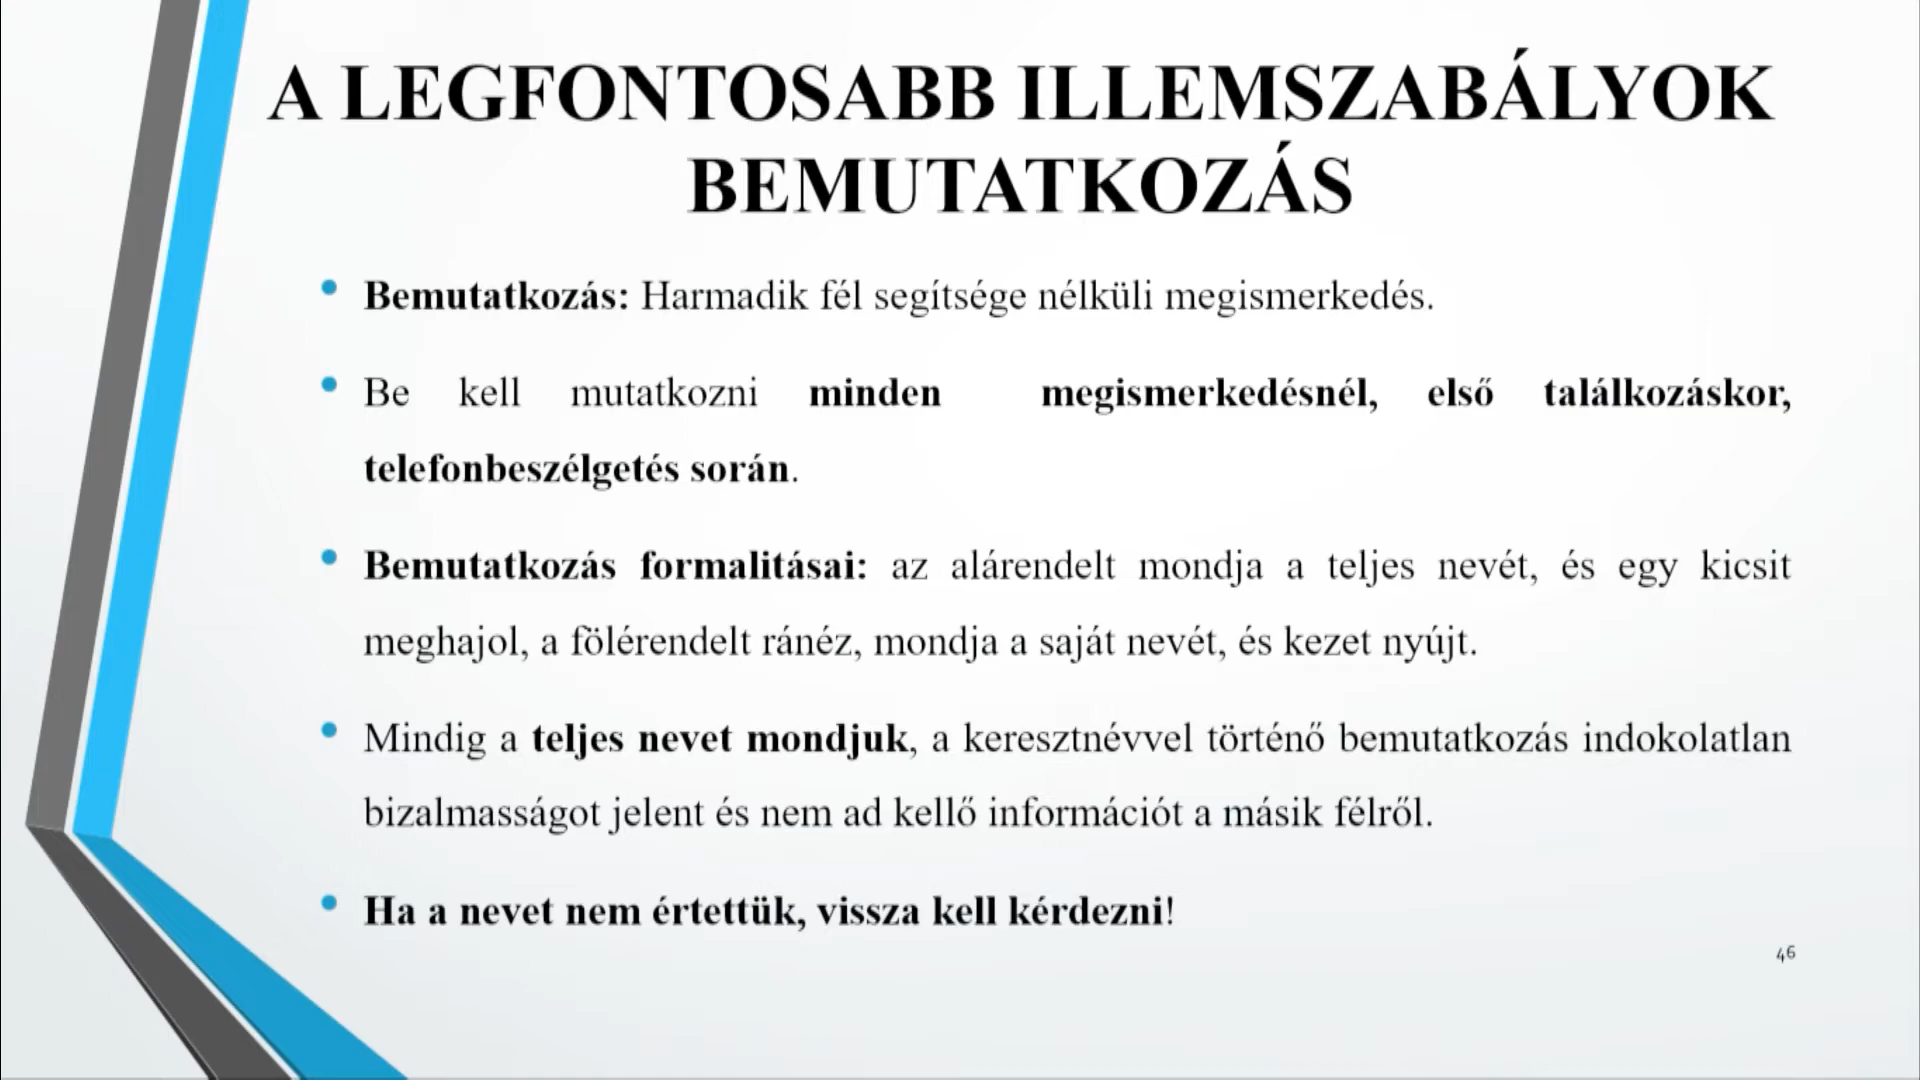 A LEGFONTOSABB ILLEMSZABÁLYOK
BEMUTATKOZÁS
• Bemutatkozás: Harmadik fél segítsége nélküli megismerkedés.
• Be kell mutatkozni minden megismerkedésnél, első találkozáskor,
telefonbeszélgetés során.
• Bemutatkozás formalitásai: az alárendelt mondja a teljes nevét, és egy kicsit
meghajol, a fölérendelt ránéz, mondja a saját nevét, és kezet nyújt.
• Mindig a teljes nevet mondjuk, a keresztnévvel történő bemutatkozás indokolatlan
bizalmasságot jelent és nem ad kellő információt a másik félről.
• Ha a nevet nem értettük, vissza kell kérdezni!
46